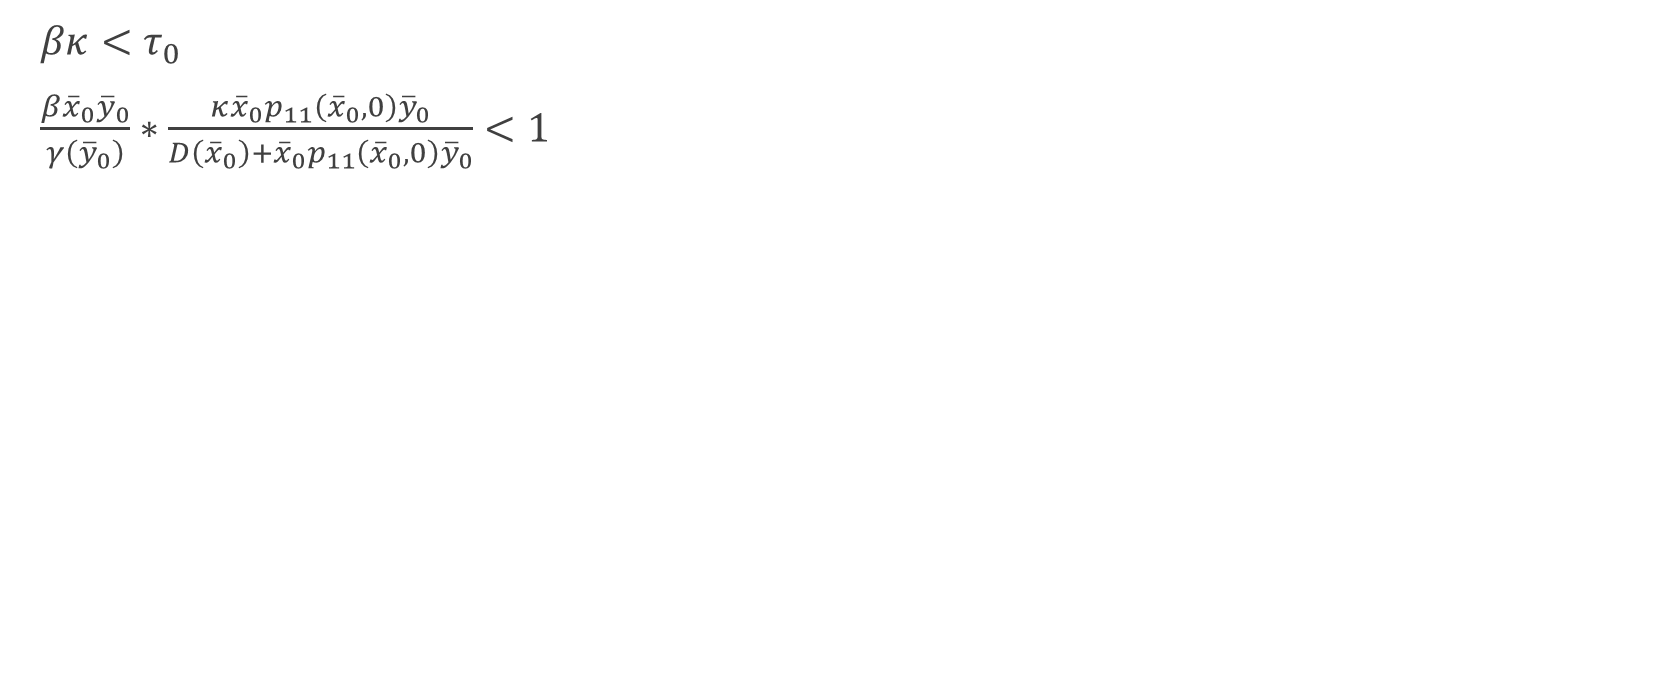 βκ < τ₀
βx̄₀ȳ₀/γ(ȳ₀) * κx̄₀p₁₁(x̄₀,0)ȳ₀/D(x̄₀)+x̄₀p₁₁(x̄₀,0)ȳ₀ < 1